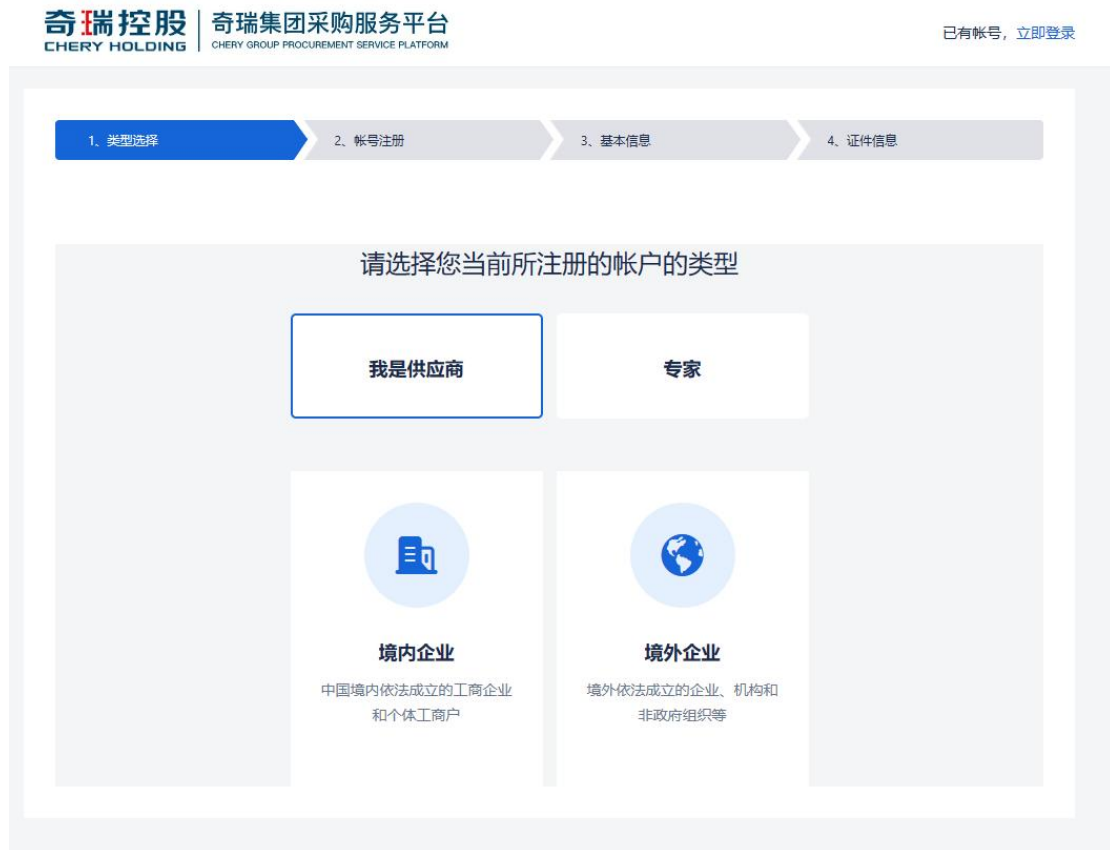 奇瑞控股
CHERY HOLDING
奇瑞集团采购服务平台
CHERY GROUP PROCUREMENT SERVICE PLATFORM
已有帐号，立即登录
1、类型选择
2、帐号注册
3、基本信息
4、证件信息
请选择您当前所注册的帐户的类型
我是供应商
专家
境内企业
中国境内依法成立的工商企业
和个体工商户
境外企业
境外依法成立的企业、机构和
非政府组织等